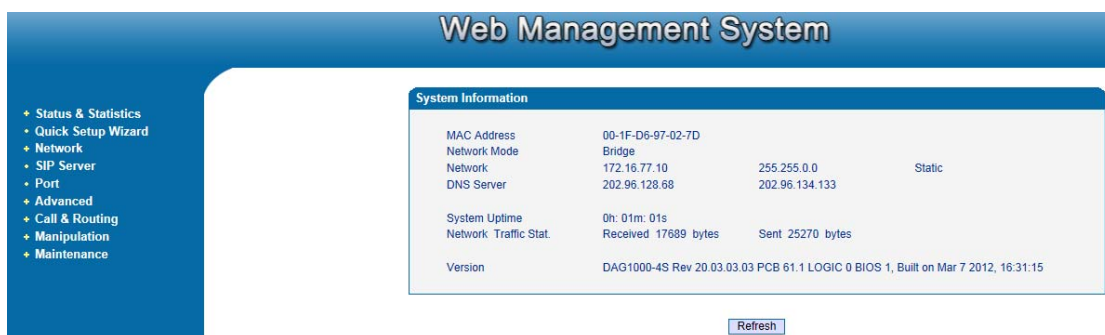 Web Management System
Status & Statistics
Quick Setup Wizard
Network
SIP Server
Port
Advanced
Call & Routing
Manipulation
Maintenance
System Information
MAC Address 00-1F-D6-97-02-7D
Network Mode Bridge
Network 172.16.77.10 255.255.0.0 Static
DNS Server 202.96.128.68 202.96.134.133
System Uptime 0h: 01m: 01s
Network Traffic Stat. Received 17689 bytes Sent 25270 bytes
Version DAG1000-4S Rev 20.03.03.03 PCB 61.1 LOGIC 0 BIOS 1, Built on Mar 7 2012, 16:31:15
Refresh